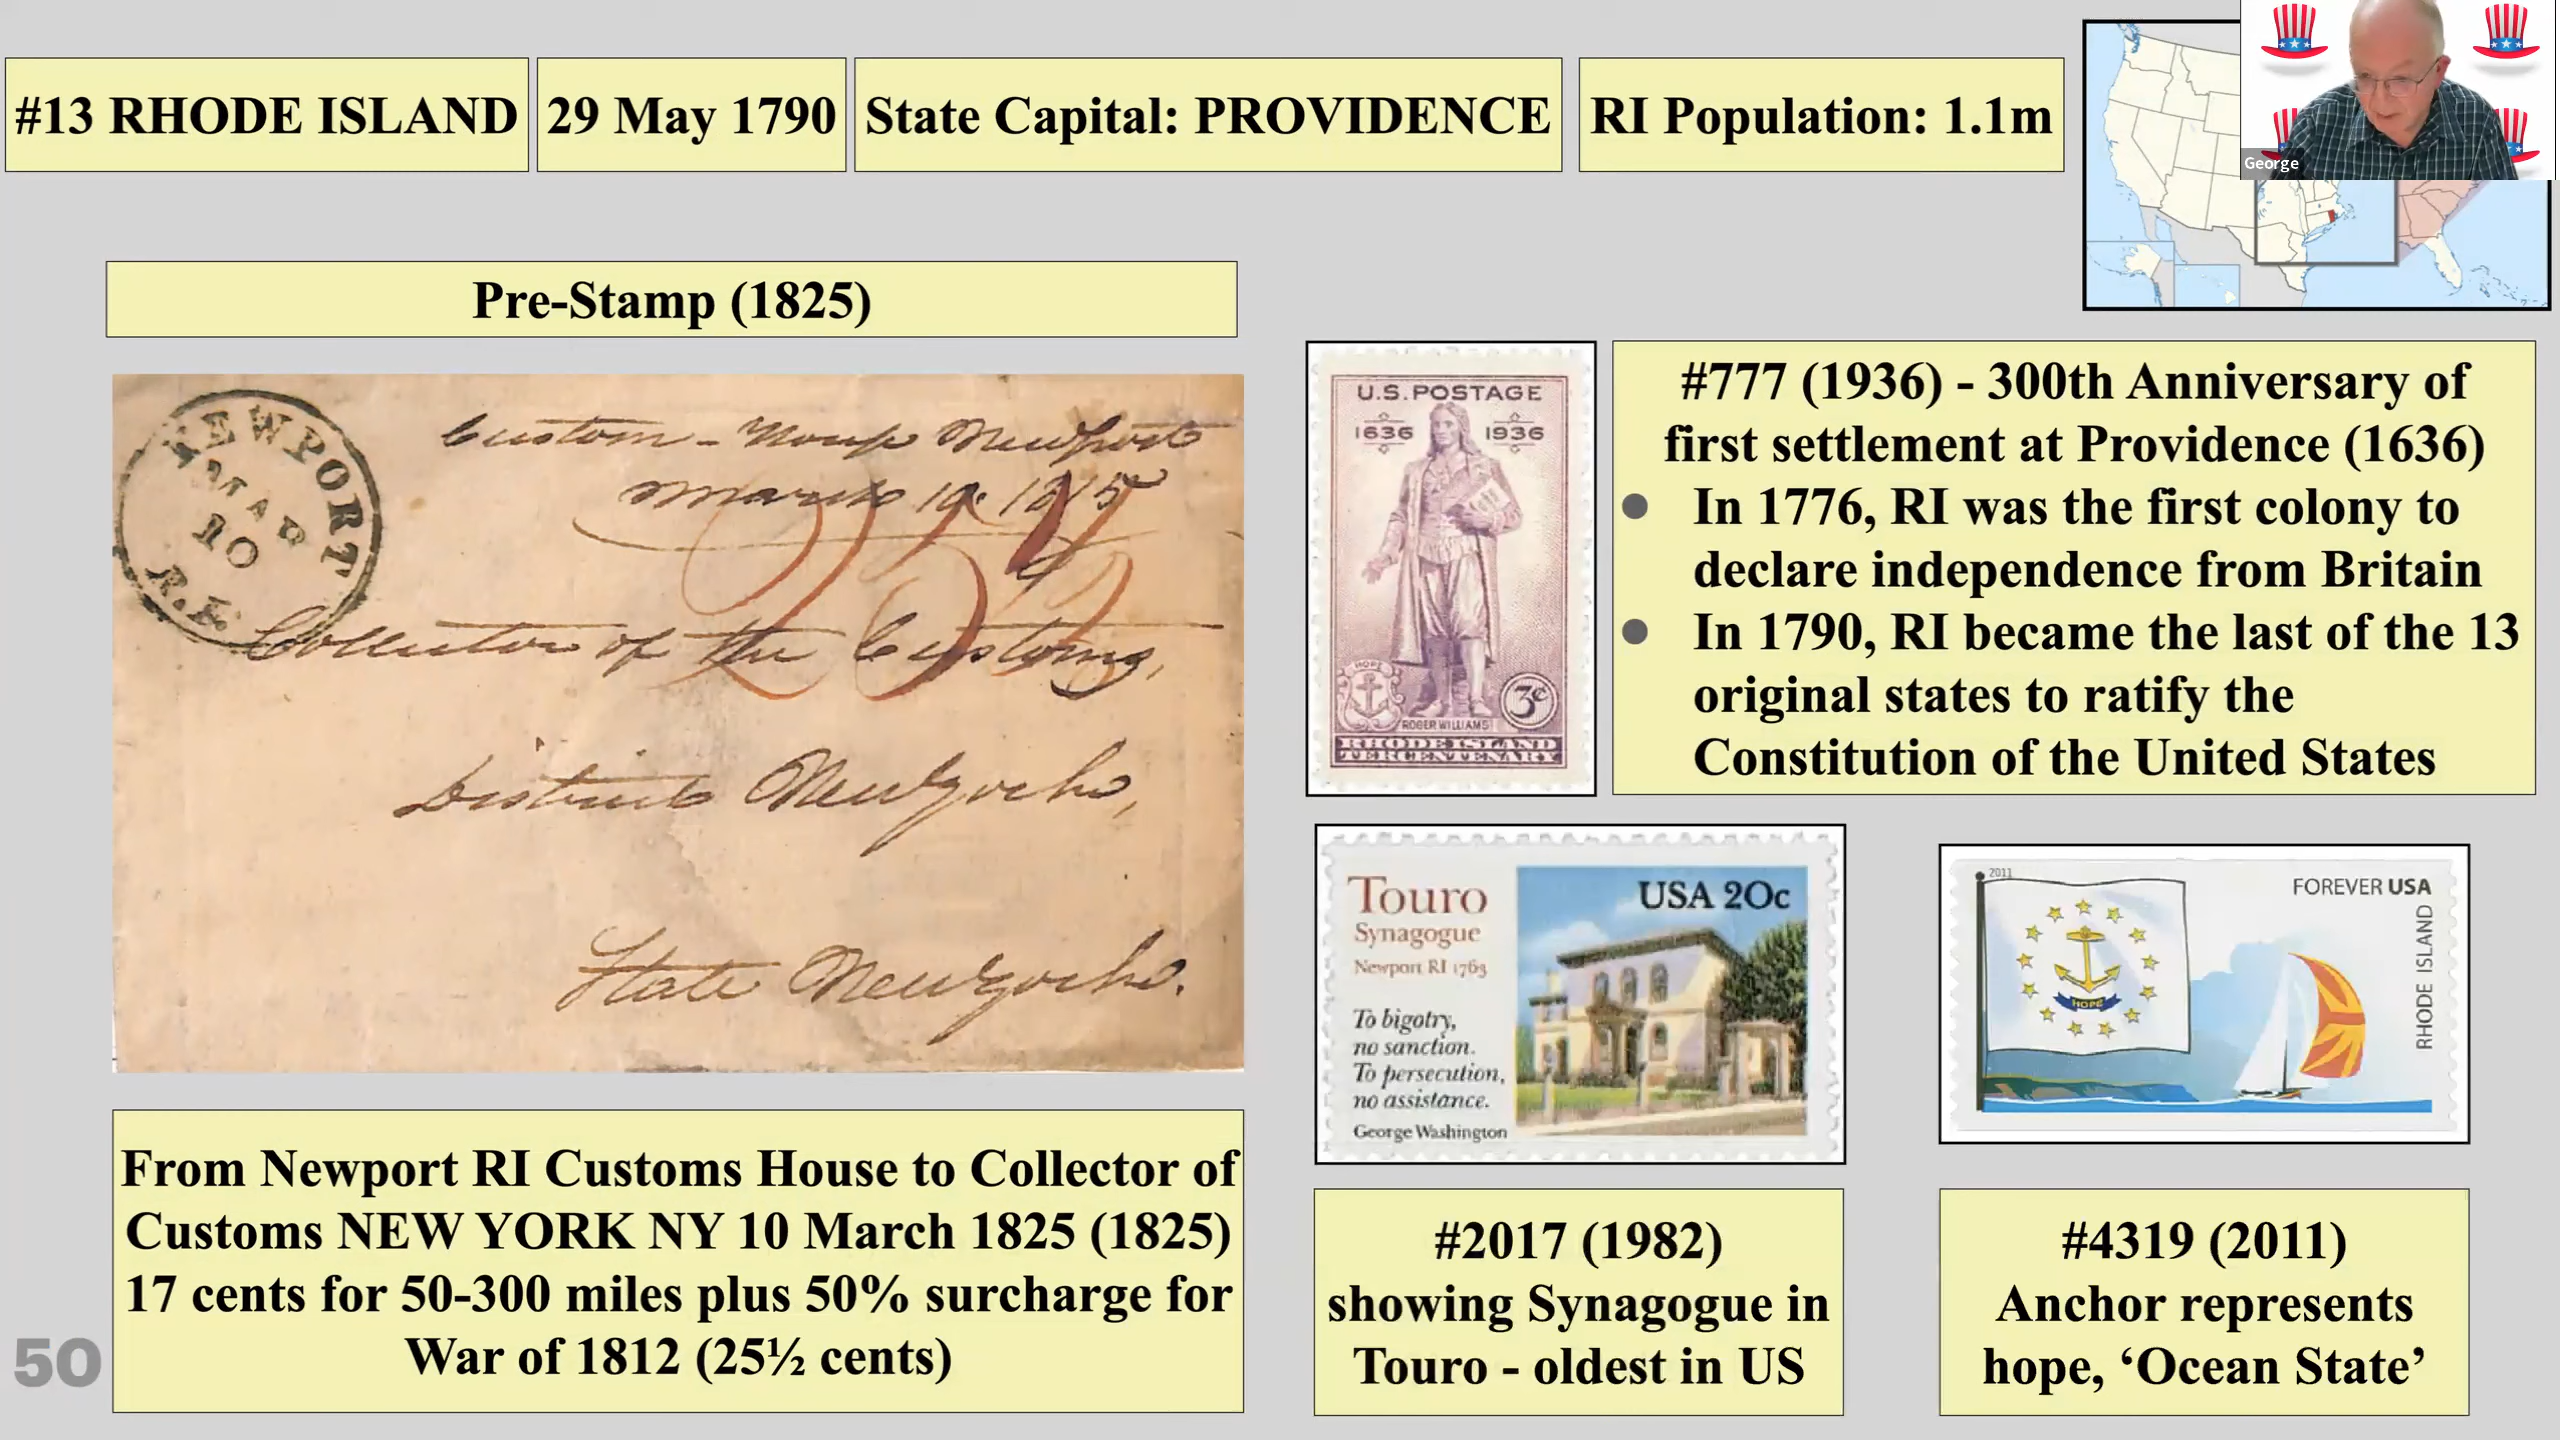 #13 RHODE ISLAND
29 May 1790
State Capital: PROVIDENCE
RI Population: 1.1m
George
Pre-Stamp (1825)
NEWPORT
MAR
10
R.I.
Custom-House Newport
March 10. 1815
25½
Collector of the Customs,
District Newyork,
State Newyork.
From Newport RI Customs House to Collector of
Customs NEW YORK NY 10 March 1825 (1825)
17 cents for 50-300 miles plus 50% surcharge for
War of 1812 (25½ cents)
50
U.S. POSTAGE
1636 1936
HOPE
3¢
ROGER WILLIAMS
RHODE ISLAND
TERCENTENARY
#777 (1936) - 300th Anniversary of
first settlement at Providence (1636)
● In 1776, RI was the first colony to
declare independence from Britain
● In 1790, RI became the last of the 13
original states to ratify the
Constitution of the United States
Touro
Synagogue
Newport RI 1763
USA 20c
To bigotry,
no sanction.
To persecution,
no assistance.
George Washington
#2017 (1982)
showing Synagogue in
Touro - oldest in US
2011
FOREVER USA
RHODE ISLAND
HOPE
#4319 (2011)
Anchor represents
hope, ‘Ocean State’